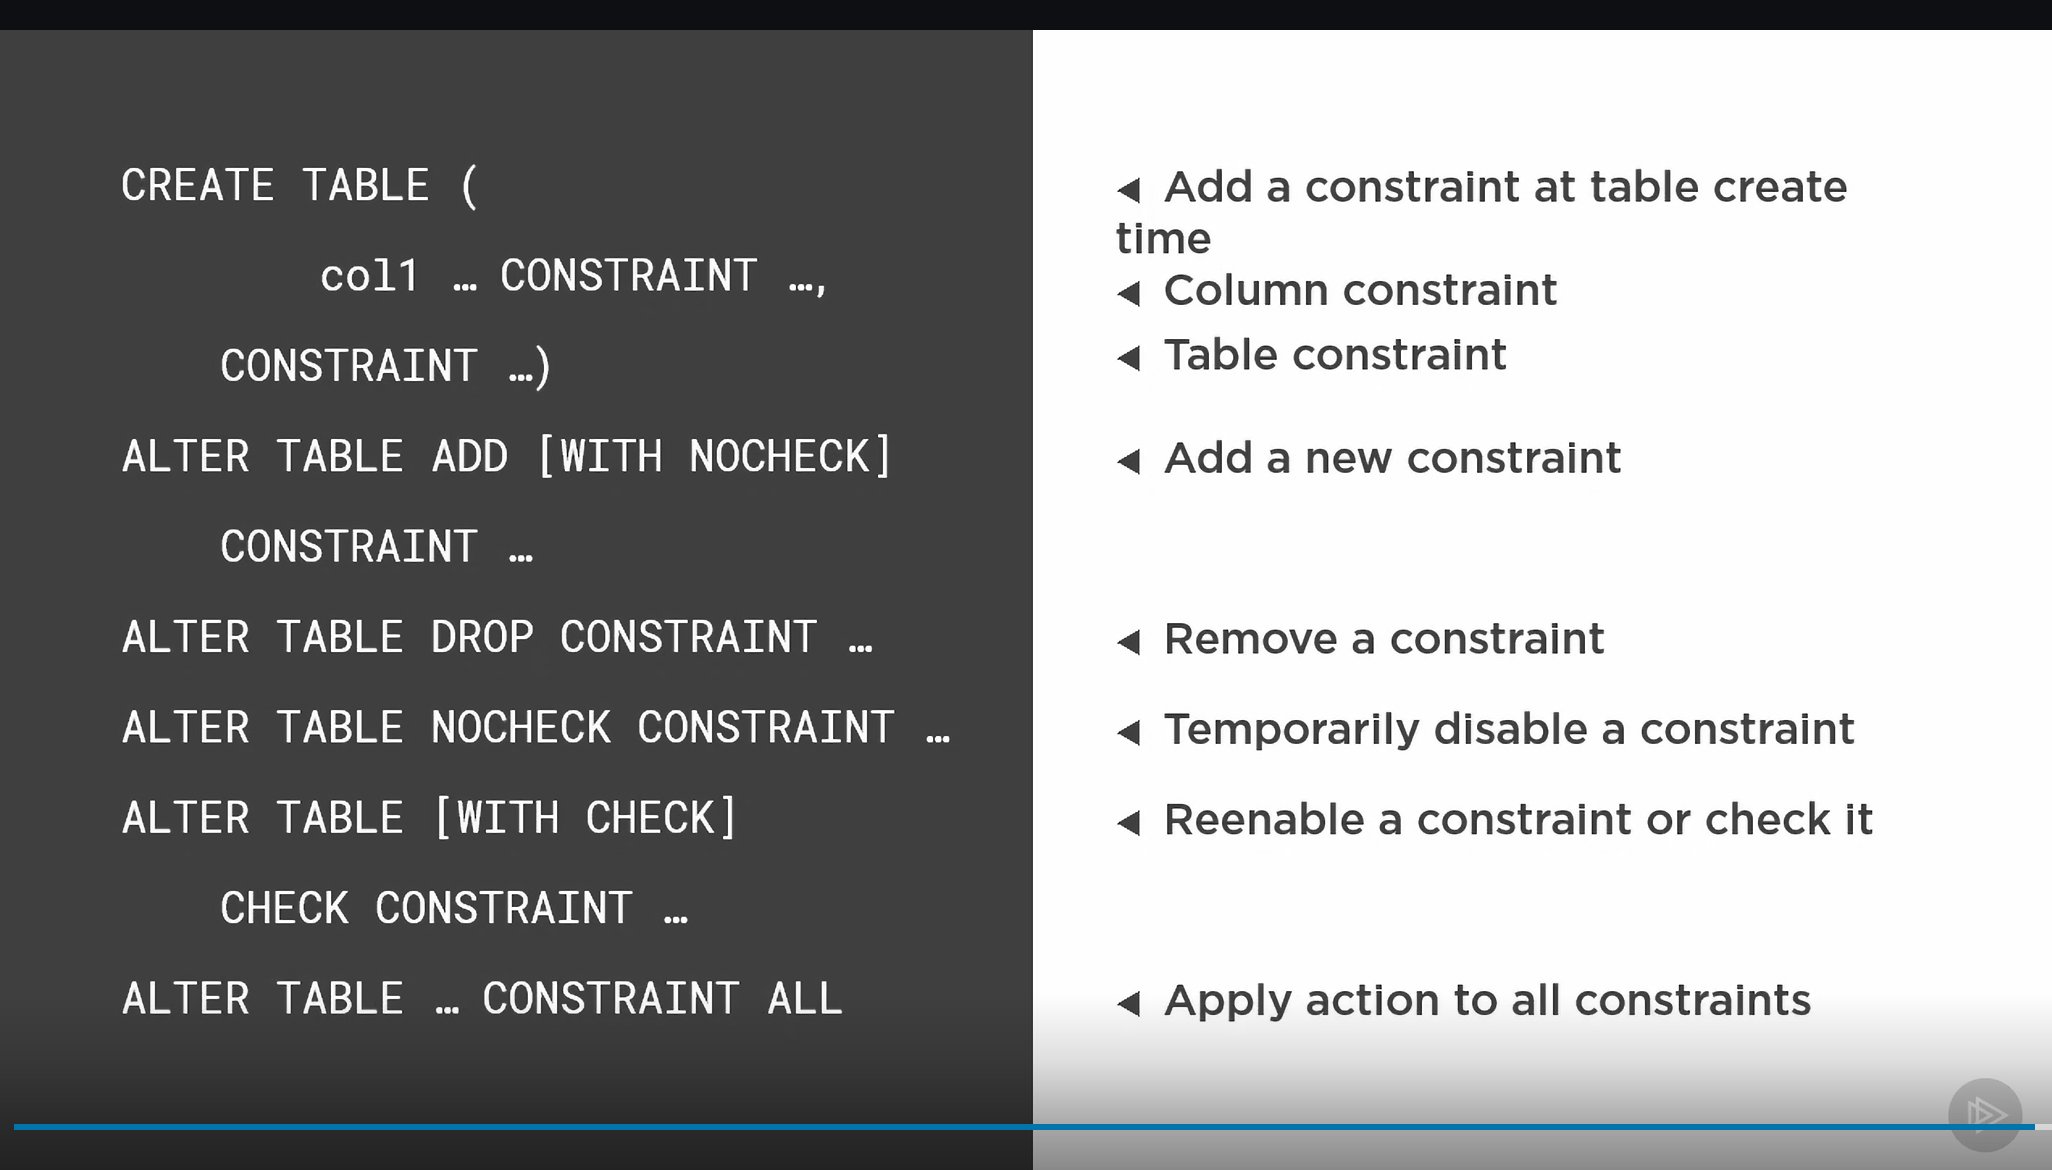 CREATE TABLE (
col1 … CONSTRAINT …,
CONSTRAINT …)
ALTER TABLE ADD [WITH NOCHECK]
CONSTRAINT …
ALTER TABLE DROP CONSTRAINT …
ALTER TABLE NOCHECK CONSTRAINT …
ALTER TABLE [WITH CHECK]
CHECK CONSTRAINT …
ALTER TABLE … CONSTRAINT ALL
◀ Add a constraint at table create
time
◀ Column constraint
◀ Table constraint
◀ Add a new constraint
◀ Remove a constraint
◀ Temporarily disable a constraint
◀ Reenable a constraint or check it
◀ Apply action to all constraints